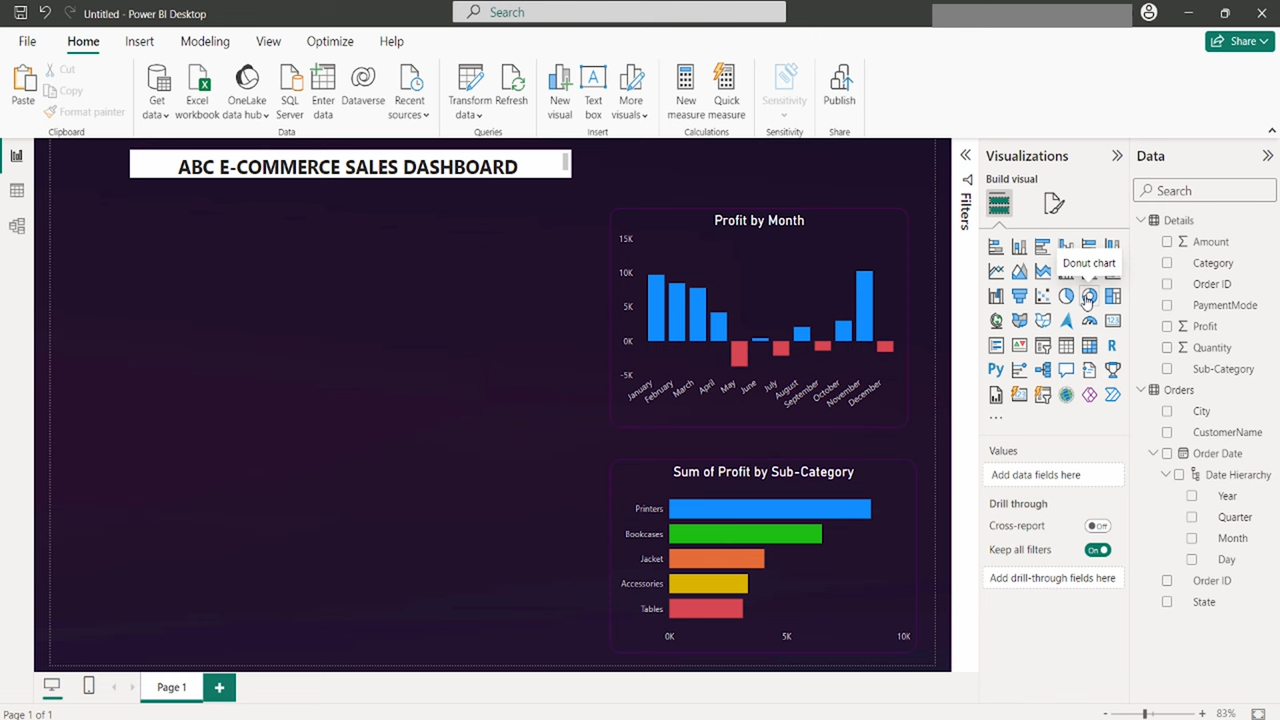 Untitled - Power BI Desktop
Search
File
Home
Insert
Modeling
View
Optimize
Help
Share
Paste
Cut
Copy
Format painter
Clipboard
Get data
Excel workbook
OneLake data hub
SQL Server
Enter data
Dataverse
Recent sources
Data
Transform data
Refresh
Queries
New visual
Text box
More visuals
Insert
New measure
Quick measure
Calculations
Sensitivity
Sensitivity
Publish
Share
ABC E-COMMERCE SALES DASHBOARD
Profit by Month
15K
10K
5K
0K
-5K
January
February
March
April
May
June
July
August
September
October
November
December
Sum of Profit by Sub-Category
Printers
Bookcases
Jacket
Accessories
Tables
0K
5K
10K
Filters
Visualizations
Build visual
Donut chart
R
Py
123
Values
Add data fields here
Drill through
Cross-report
Off
Keep all filters
On
Add drill-through fields here
Data
Search
Details
Amount
Category
Order ID
PaymentMode
Profit
Quantity
Sub-Category
Orders
City
CustomerName
Order Date
Date Hierarchy
Year
Quarter
Month
Day
Order ID
State
Page 1
Page 1 of 1
83%